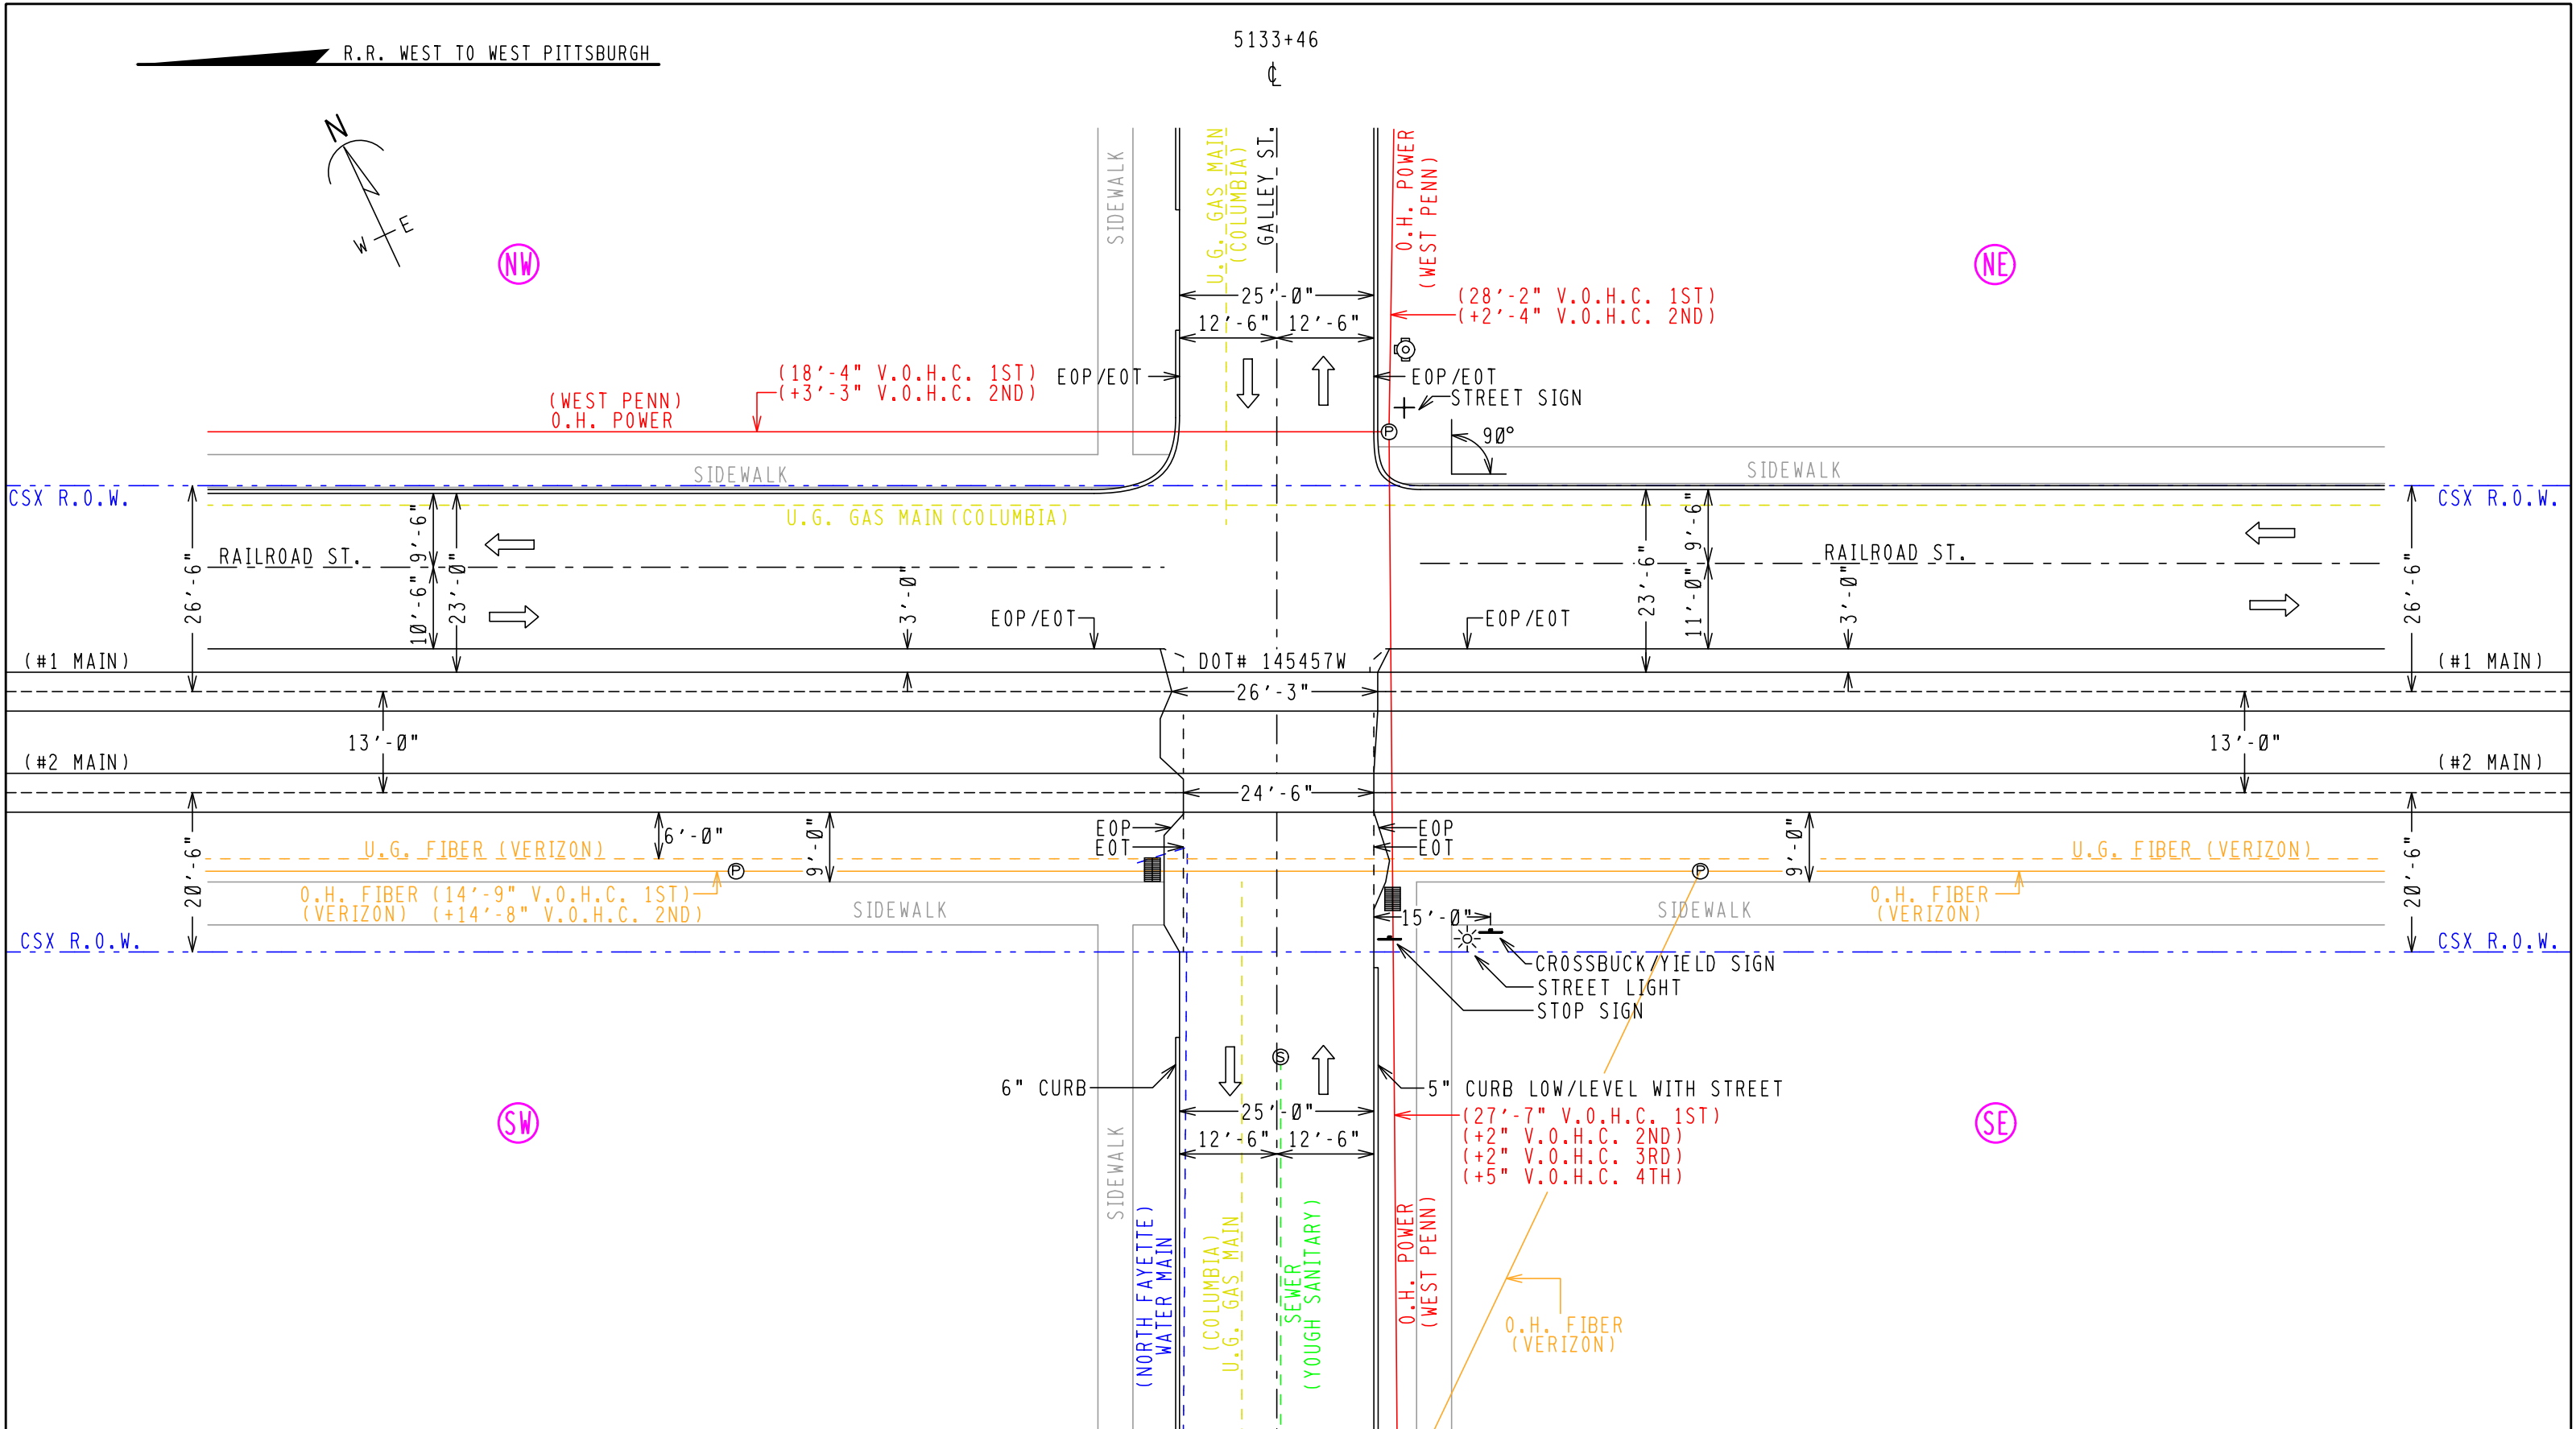 5133+46
℄
R.R. WEST TO WEST PITTSBURGH
N
W E
NW
NE
SIDEWALK
U.G. GAS MAIN
(COLUMBIA)
GALLEY ST.
O.H. POWER
(WEST PENN)
25'-0"
12'-6" 12'-6"
(28'-2" V.O.H.C. 1ST)
(+2'-4" V.O.H.C. 2ND)
(18'-4" V.O.H.C. 1ST)
(+3'-3" V.O.H.C. 2ND)
EOP/EOT
EOP/EOT
STREET SIGN
(WEST PENN)
O.H. POWER
P
90°
SIDEWALK
SIDEWALK
CSX R.O.W.
CSX R.O.W.
U.G. GAS MAIN (COLUMBIA)
RAILROAD ST.
RAILROAD ST.
26'-6"
9'-6"
10'-6"
23'-0"
3'-0"
23'-6"
9'-6"
11'-0"
3'-0"
26'-6"
EOP/EOT
EOP/EOT
(#1 MAIN)
DOT# 145457W
(#1 MAIN)
26'-3"
13'-0"
13'-0"
(#2 MAIN)
(#2 MAIN)
24'-6"
20'-6"
6'-0"
9'-0"
EOP
EOT
EOP
EOT
9'-0"
20'-6"
U.G. FIBER (VERIZON)
U.G. FIBER (VERIZON)
P
P
O.H. FIBER (14'-9" V.O.H.C. 1ST)
(VERIZON) (+14'-8" V.O.H.C. 2ND)
SIDEWALK
15'-0"
SIDEWALK
O.H. FIBER
(VERIZON)
CSX R.O.W.
CSX R.O.W.
CROSSBUCK/YIELD SIGN
STREET LIGHT
STOP SIGN
S
6" CURB
5" CURB LOW/LEVEL WITH STREET
SW
SE
25'-0"
12'-6" 12'-6"
(27'-7" V.O.H.C. 1ST)
(+2" V.O.H.C. 2ND)
(+2" V.O.H.C. 3RD)
(+5" V.O.H.C. 4TH)
SIDEWALK
(NORTH FAYETTE)
WATER MAIN
(COLUMBIA)
U.G. GAS MAIN
SEWER
(YOUGH SANITARY)
O.H. POWER
(WEST PENN)
O.H. FIBER
(VERIZON)